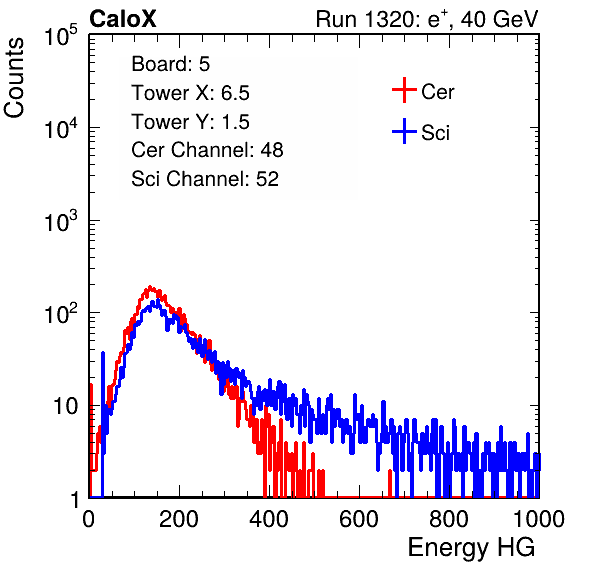 CaloX Run 1320: e⁺, 40 GeV
Counts
Board: 5
Tower X: 6.5
Tower Y: 1.5
Cer Channel: 48
Sci Channel: 52
Cer
Sci
10⁵
10⁴
10³
10²
10
1
0 200 400 600 800 1000
Energy HG